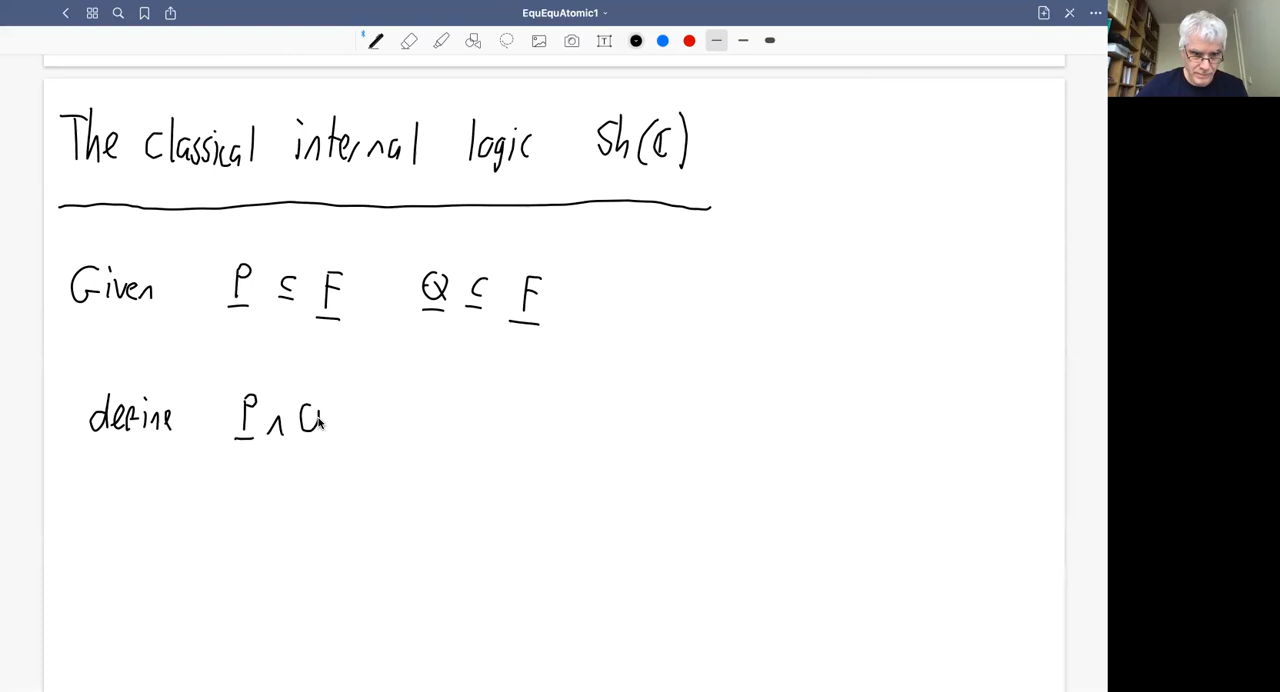 EquEquAtomic1
The classical internal logic Sh(ℂ)
Given P ⊆ F Q ⊆ F
define P ∧ Q